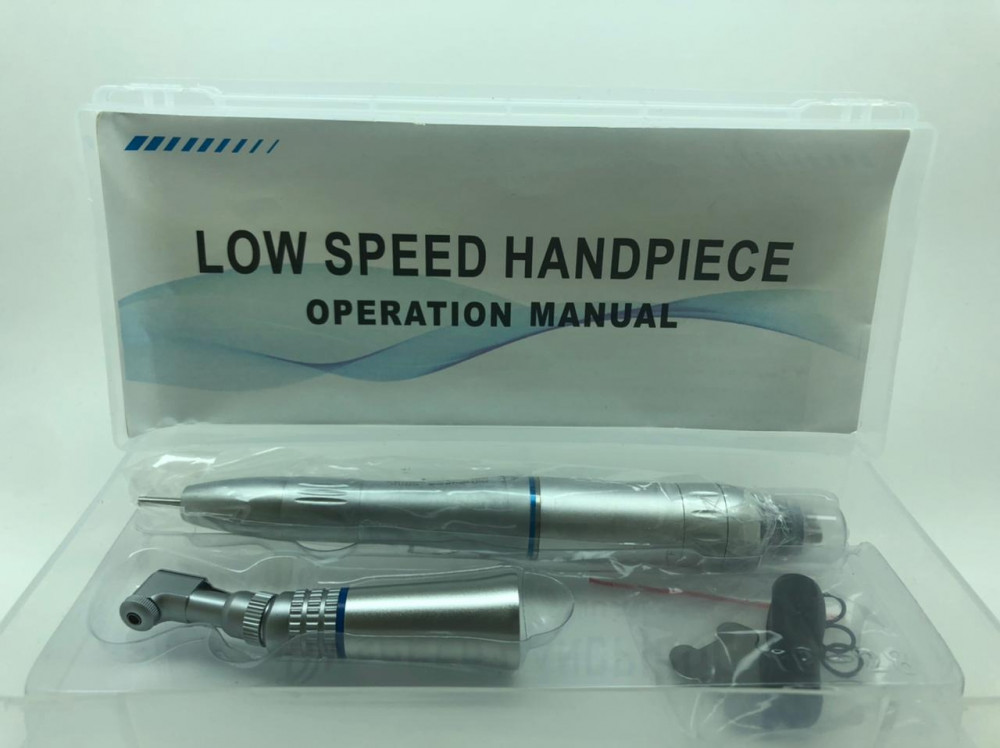 LOW SPEED HANDPIECE
OPERATION MANUAL